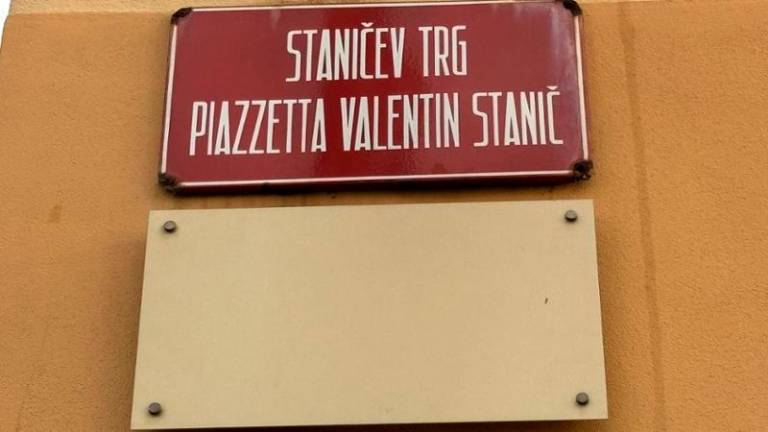 STANIČEV TRG
PIAZZETTA VALENTIN STANIČ